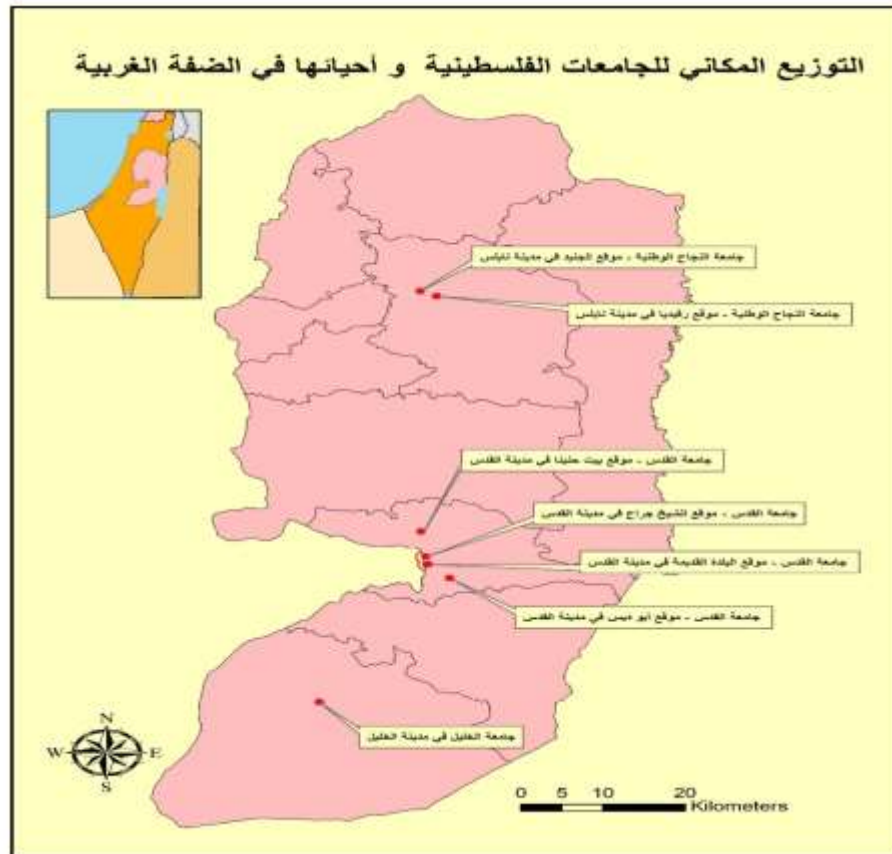 التوزيع المكاني للجامعات الفلسطينية و أحيائها في الضفة الغربية
جامعة النجاح الوطنية ـ موقع الجنيد في مدينة نابلس
جامعة النجاح الوطنية ـ موقع رفيديا في مدينة نابلس
جامعة القدس ـ موقع بيت حنينا في مدينة القدس
جامعة القدس ـ موقع الشيخ جراح في مدينة القدس
جامعة القدس ـ موقع البلدة القديمة في مدينة القدس
جامعة القدس ـ موقع ابو ديس في مدينة القدس
جامعة الخليل في مدينة الخليل
N
W E
S
0 5 10 20
Kilometers